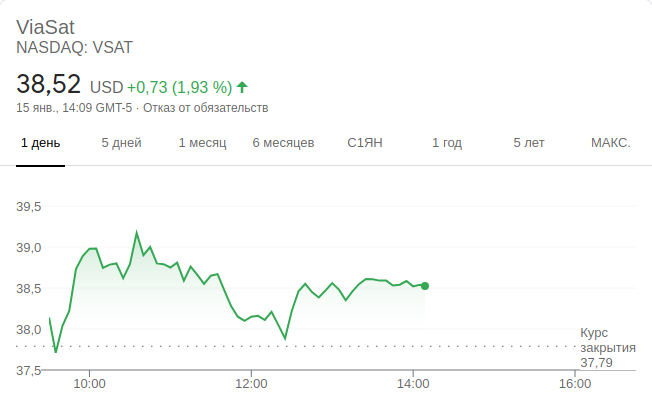 ViaSat
NASDAQ: VSAT
38,52 USD +0,73 (1,93 %)
15 янв., 14:09 GMT-5 · Отказ от обязательств
1 день 5 дней 1 месяц 6 месяцев С1ЯН 1 год 5 лет МАКС.
39,5
39,0
38,5
38,0
Курс
закрытия
37,79
37,5
10:00 12:00 14:00 16:00